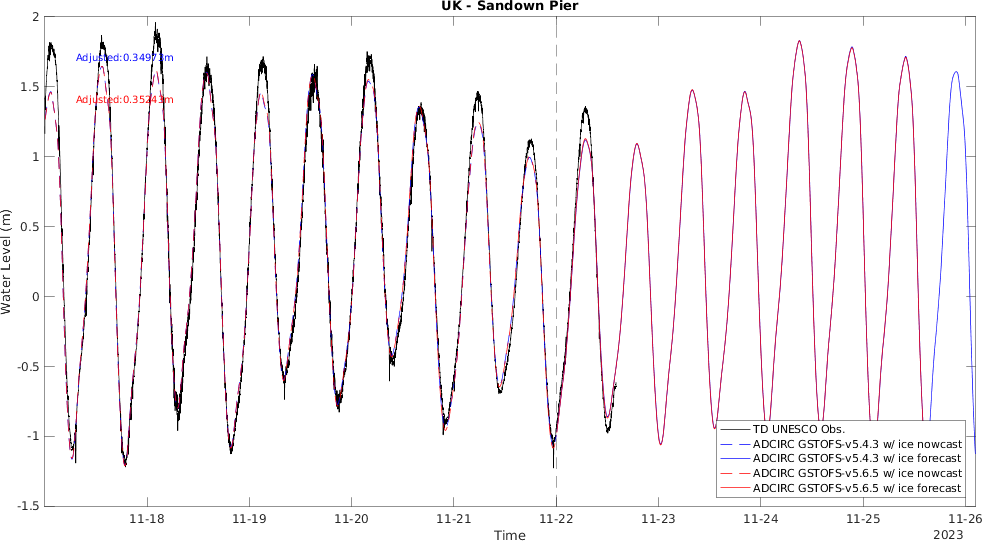 UK - Sandown Pier
2
1.5
1
0.5
0
-0.5
-1
-1.5
Water Level (m)
Adjusted:0.34973m
Adjusted:0.35243m
TD UNESCO Obs.
ADCIRC GSTOFS-v5.4.3 w/ ice nowcast
ADCIRC GSTOFS-v5.4.3 w/ ice forecast
ADCIRC GSTOFS-v5.6.5 w/ ice nowcast
ADCIRC GSTOFS-v5.6.5 w/ ice forecast
11-18 11-19 11-20 11-21 11-22 11-23 11-24 11-25 11-26
Time 2023